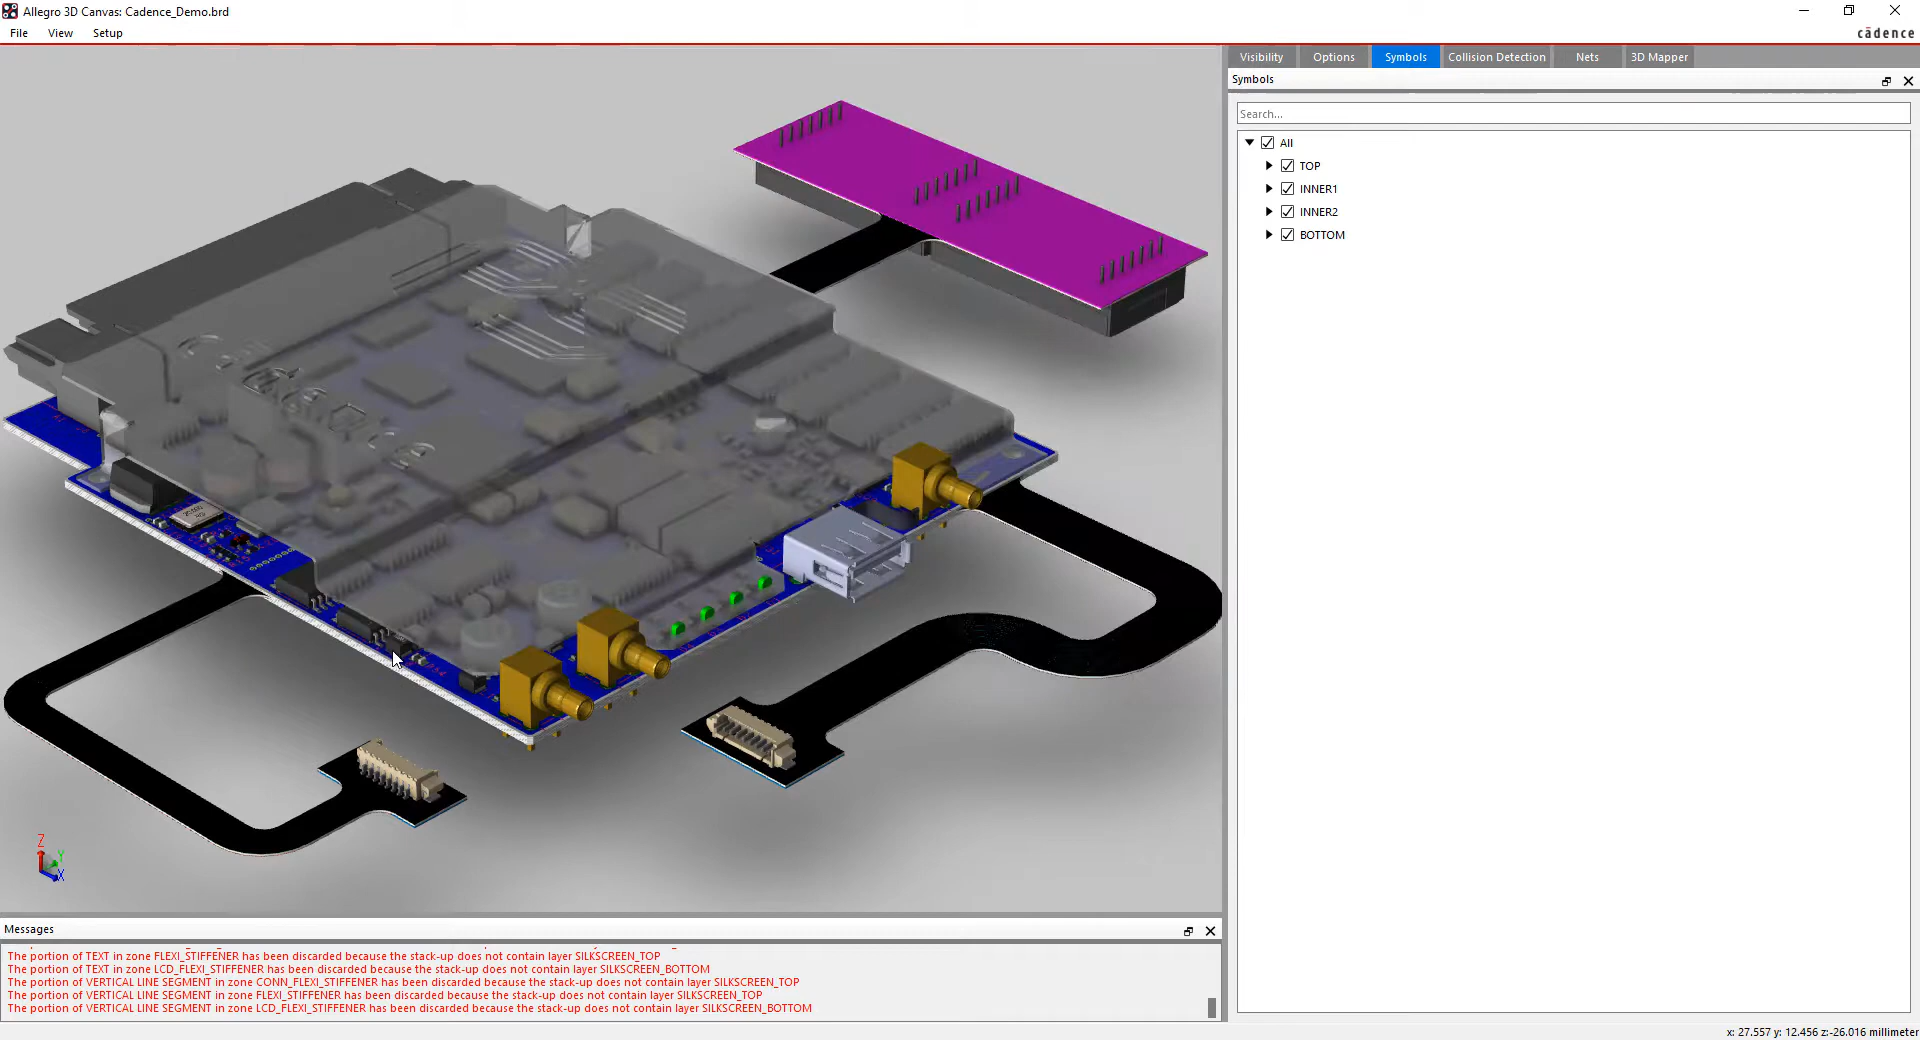 Allegro 3D Canvas: Cadence_Demo.brd
File View Setup
cādence
Visibility Options Symbols Collision Detection Nets 3D Mapper
Symbols
Search...
All
TOP
INNER1
INNER2
BOTTOM
Z
Y
X
Messages
The portion of TEXT in zone FLEXI_STIFFENER has been discarded because the stack-up does not contain layer SILKSCREEN_TOP
The portion of TEXT in zone LCD_FLEXI_STIFFENER has been discarded because the stack-up does not contain layer SILKSCREEN_BOTTOM
The portion of VERTICAL LINE SEGMENT in zone CONN_FLEXI_STIFFENER has been discarded because the stack-up does not contain layer SILKSCREEN_TOP
The portion of VERTICAL LINE SEGMENT in zone FLEXI_STIFFENER has been discarded because the stack-up does not contain layer SILKSCREEN_TOP
The portion of VERTICAL LINE SEGMENT in zone LCD_FLEXI_STIFFENER has been discarded because the stack-up does not contain layer SILKSCREEN_BOTTOM
x: 27.557 y: 12.456 z:-26.016 millimeter